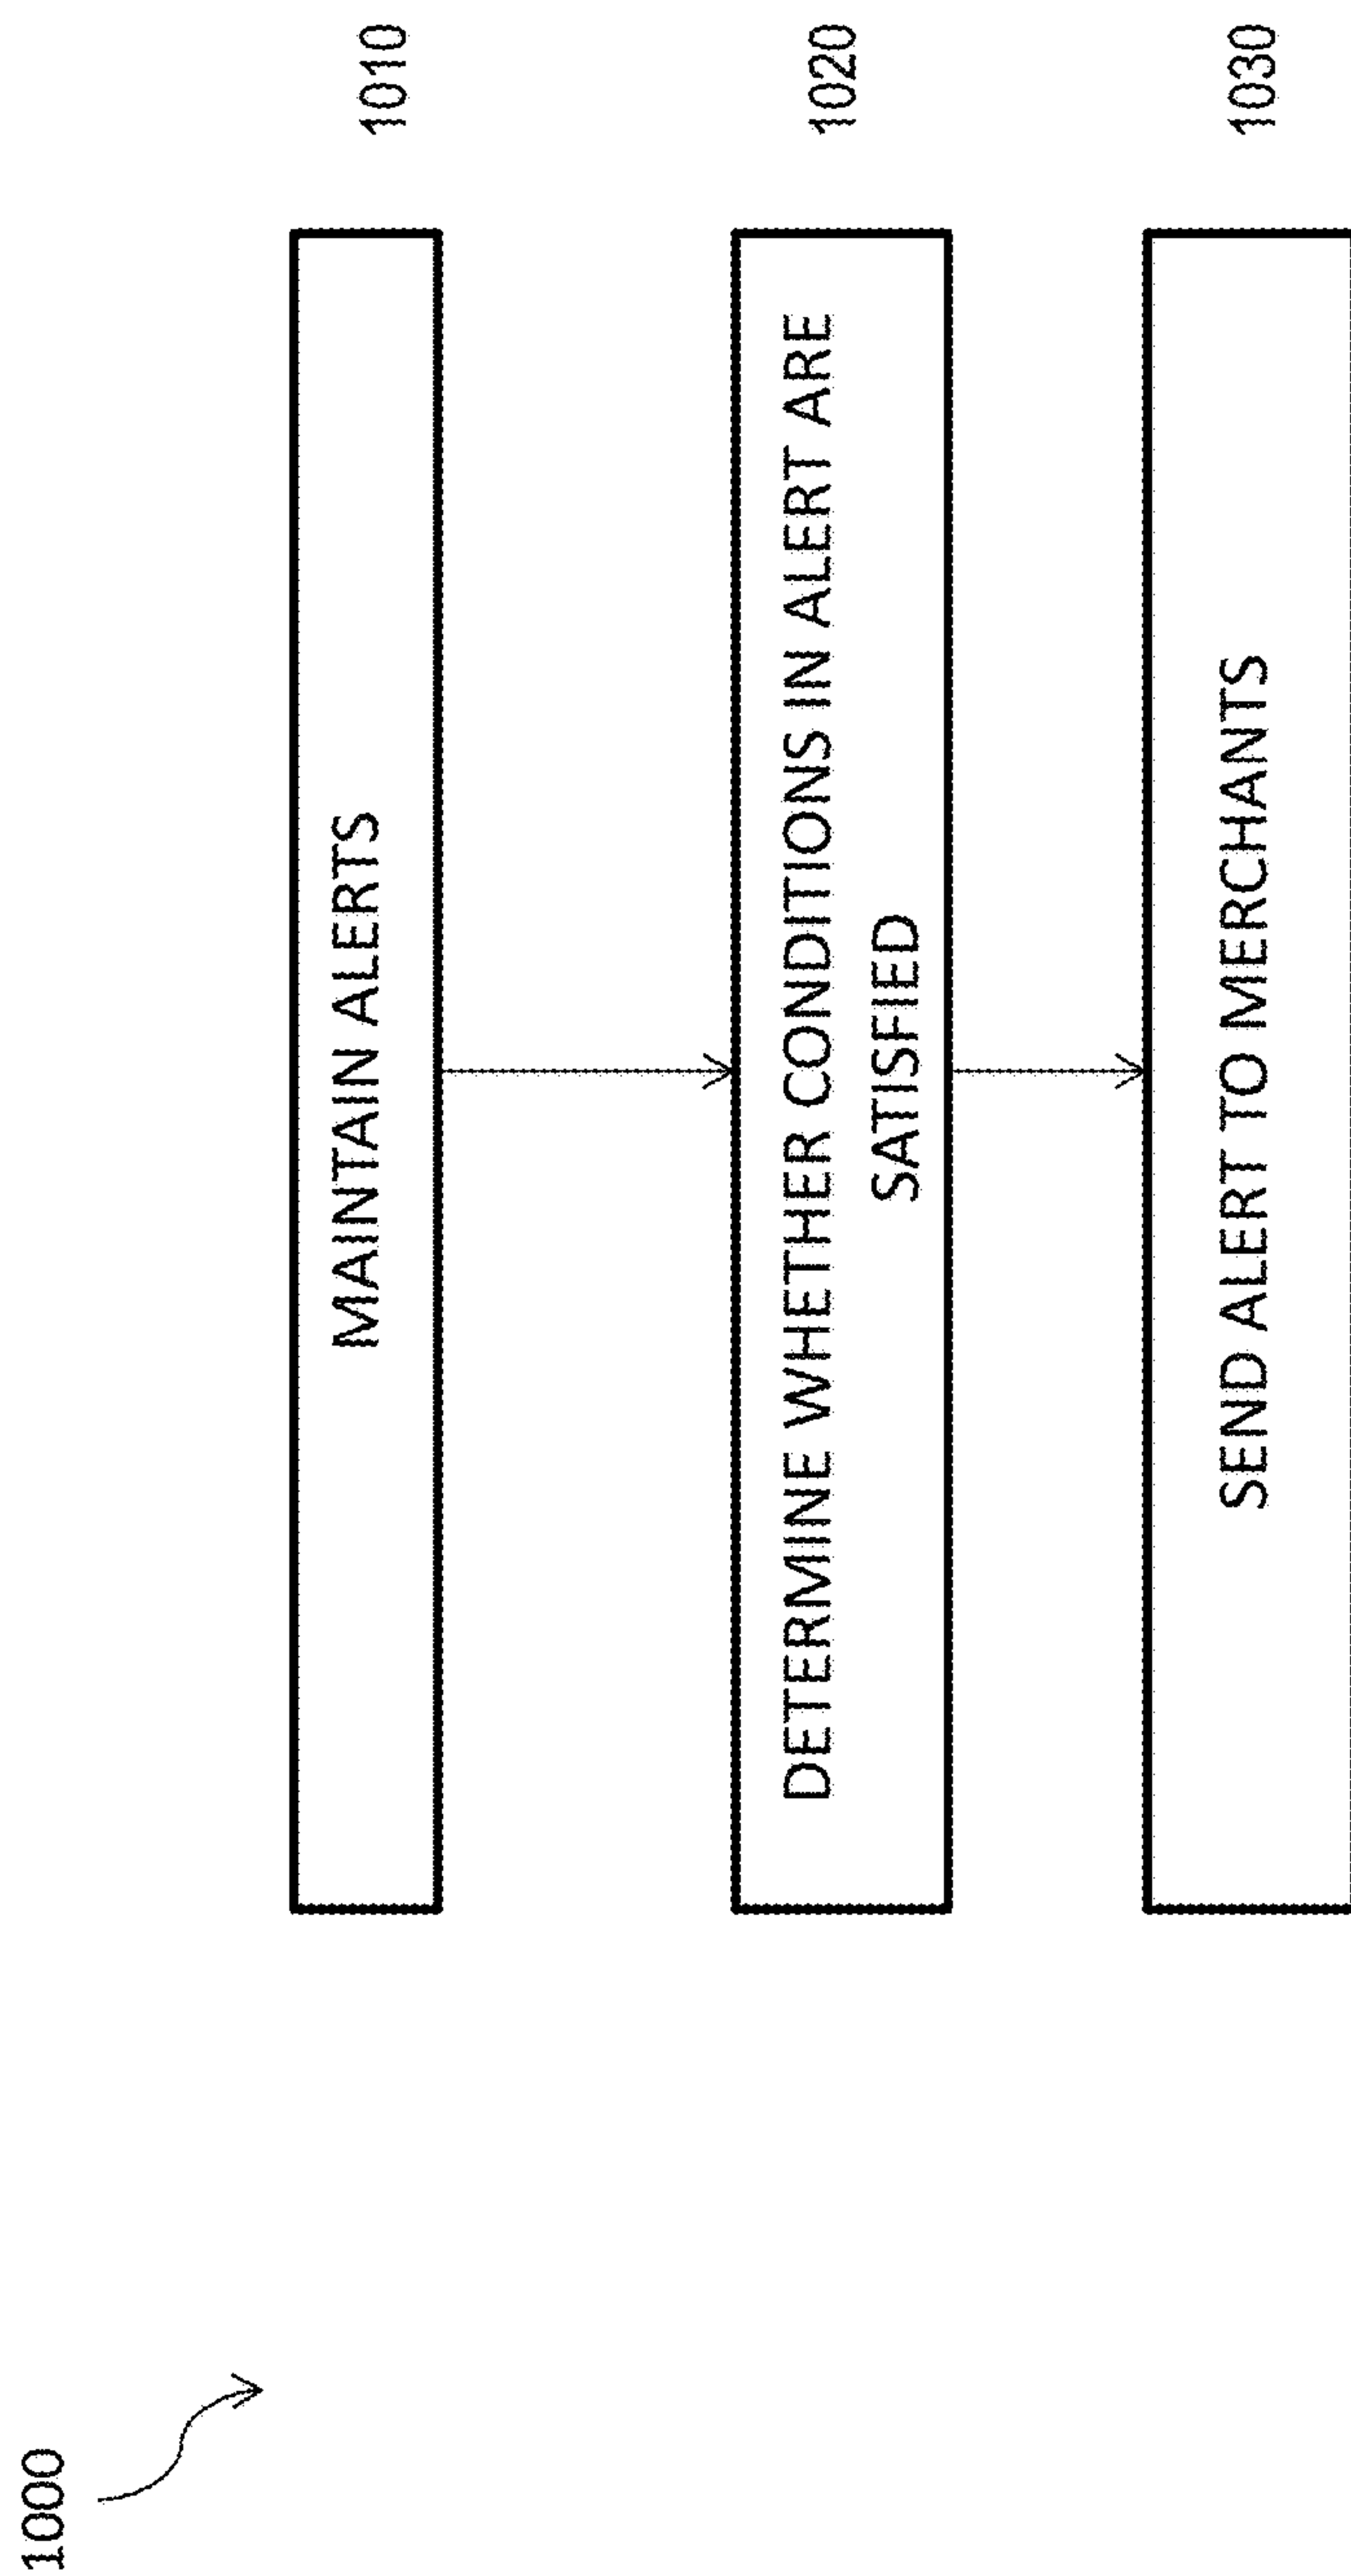 1000
MAINTAIN ALERTS
1010
DETERMINE WHETHER CONDITIONS IN ALERT ARE
SATISFIED
1020
SEND ALERT TO MERCHANTS
1030